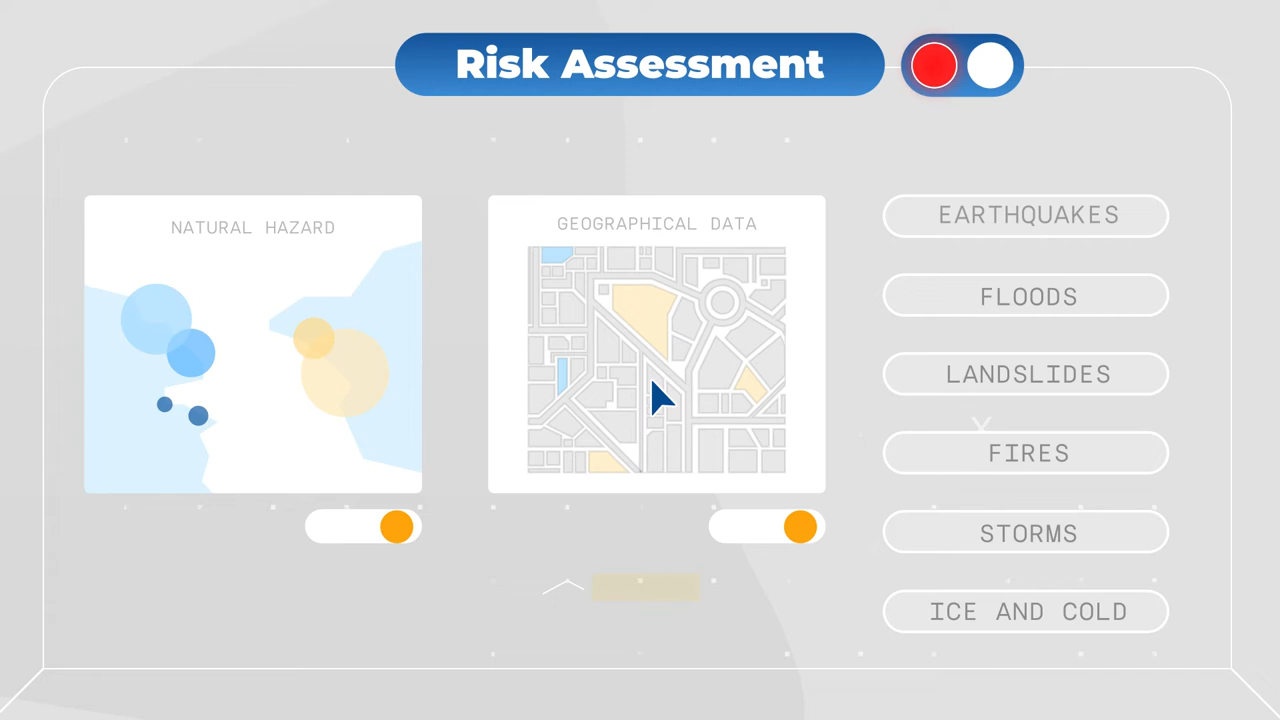 Risk Assessment
NATURAL HAZARD
GEOGRAPHICAL DATA
EARTHQUAKES
FLOODS
LANDSLIDES
FIRES
STORMS
ICE AND COLD